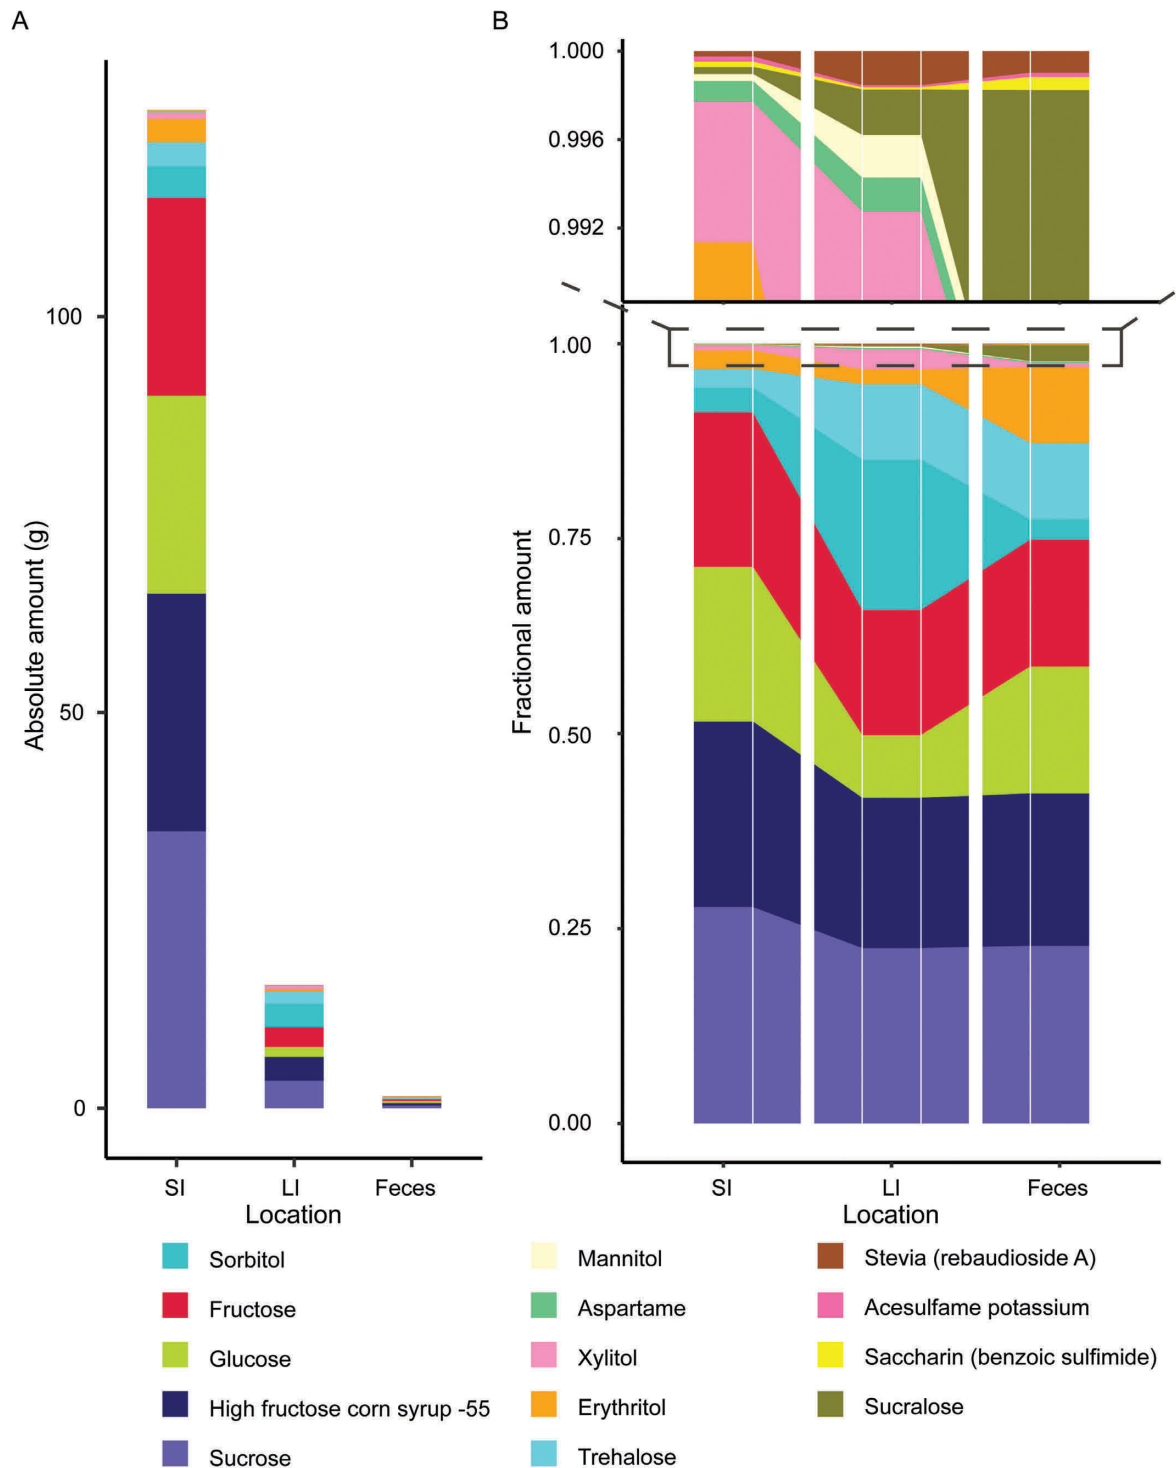 A
B
100
50
0
Absolute amount (g)
SI
LI
Feces
Location
1.000
0.996
0.992
1.00
0.75
0.50
0.25
0.00
Fractional amount
SI
LI
Feces
Location
Sorbitol
Fructose
Glucose
High fructose corn syrup -55
Sucrose
Mannitol
Aspartame
Xylitol
Erythritol
Trehalose
Stevia (rebaudioside A)
Acesulfame potassium
Saccharin (benzoic sulfimide)
Sucralose